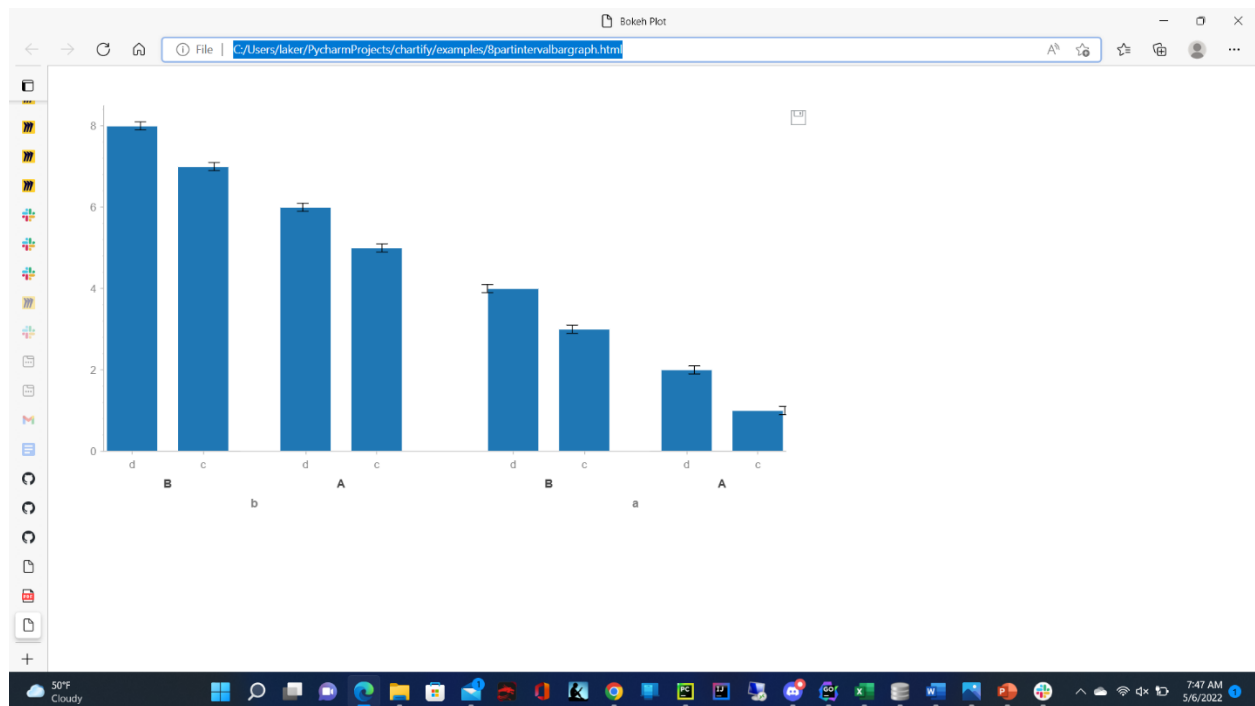 Bokeh Plot
File | C:/Users/laker/PycharmProjects/chartify/examples/8partintervalbargraph.html
8
6
4
2
0
d c d c d c d c
B A B A
b a
50°F
Cloudy
7:47 AM
5/6/2022